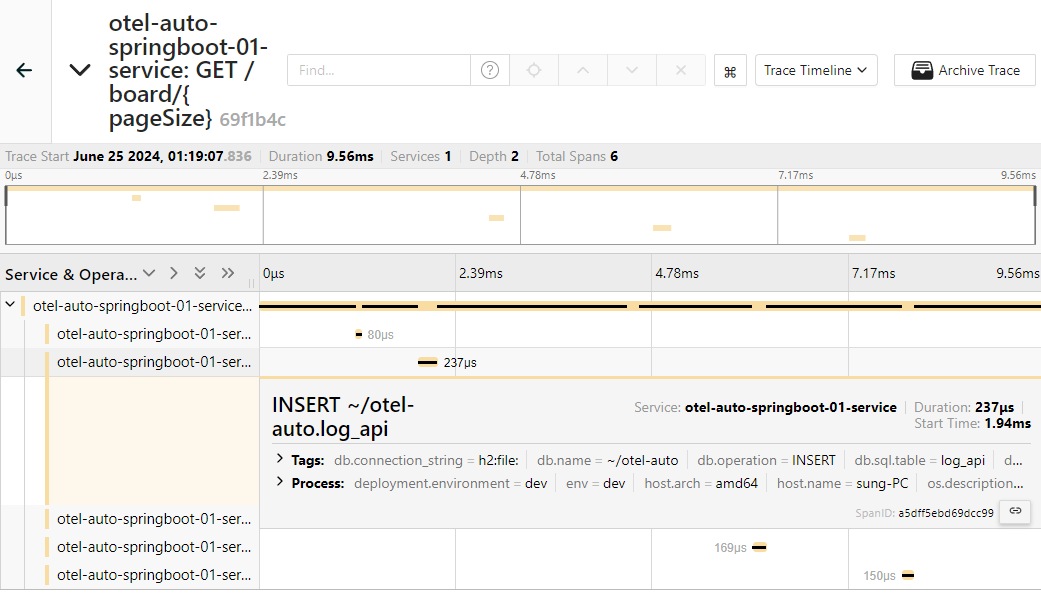 otel-auto-
springboot-01-
service: GET /
board/{
pageSize} 69f1b4c
Find...
⌘
Trace Timeline
Archive Trace
Trace Start June 25 2024, 01:19:07.836
Duration 9.56ms
Services 1
Depth 2
Total Spans 6
0μs 2.39ms 4.78ms 7.17ms 9.56ms
Service & Opera...
0μs 2.39ms 4.78ms 7.17ms 9.56ms
otel-auto-springboot-01-service...
otel-auto-springboot-01-ser... 80μs
otel-auto-springboot-01-ser... 237μs
INSERT ~/otel-
auto.log_api
Service: otel-auto-springboot-01-service
Duration: 237μs
Start Time: 1.94ms
Tags: db.connection_string = h2:file: db.name = ~/otel-auto db.operation = INSERT db.sql.table = log_api d...
Process: deployment.environment = dev env = dev host.arch = amd64 host.name = sung-PC os.description...
SpanID: a5dff5ebd69dcc99
otel-auto-springboot-01-ser...
otel-auto-springboot-01-ser... 169μs
otel-auto-springboot-01-ser... 150μs